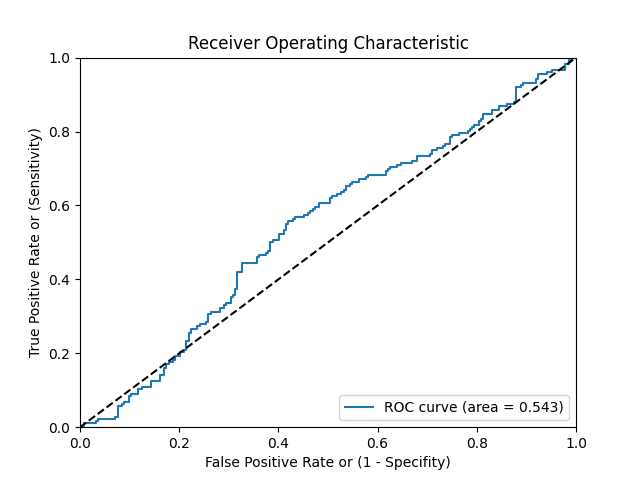 Receiver Operating Characteristic
1.0
0.8
0.6
0.4
0.2
0.0
True Positive Rate or (Sensitivity)
ROC curve (area = 0.543)
0.0 0.2 0.4 0.6 0.8 1.0
False Positive Rate or (1 - Specifity)